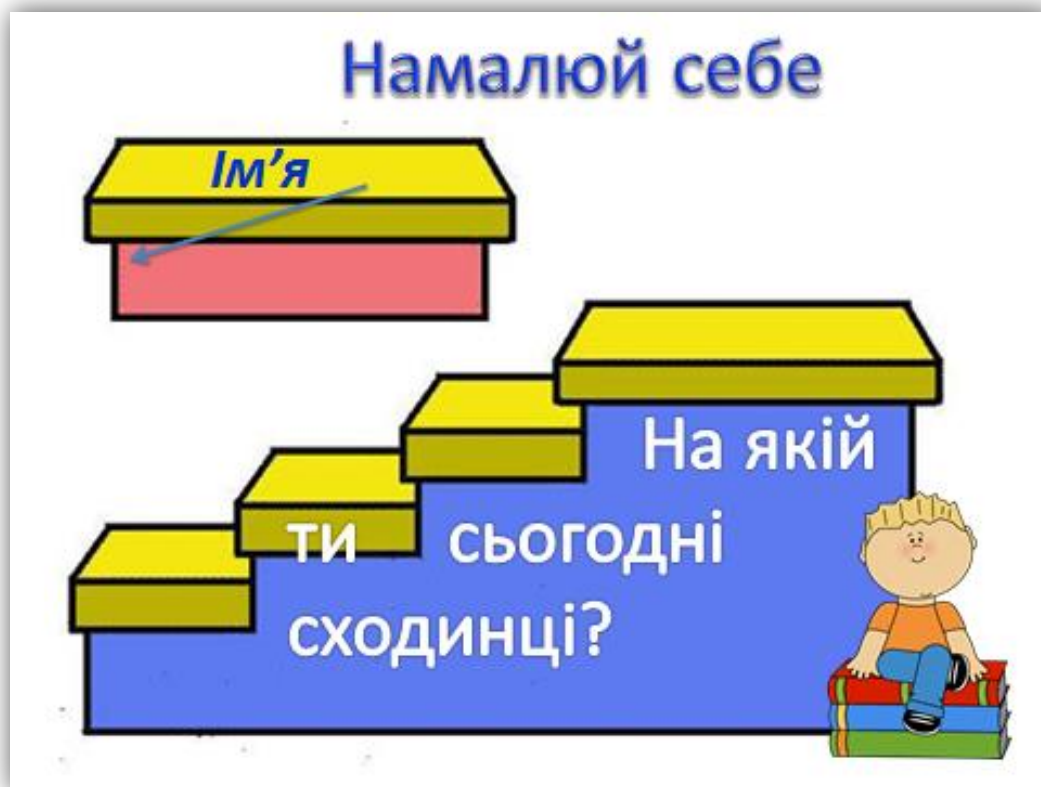 Намалюй себе
Ім’я
На якій
ти сьогодні
сходинці?